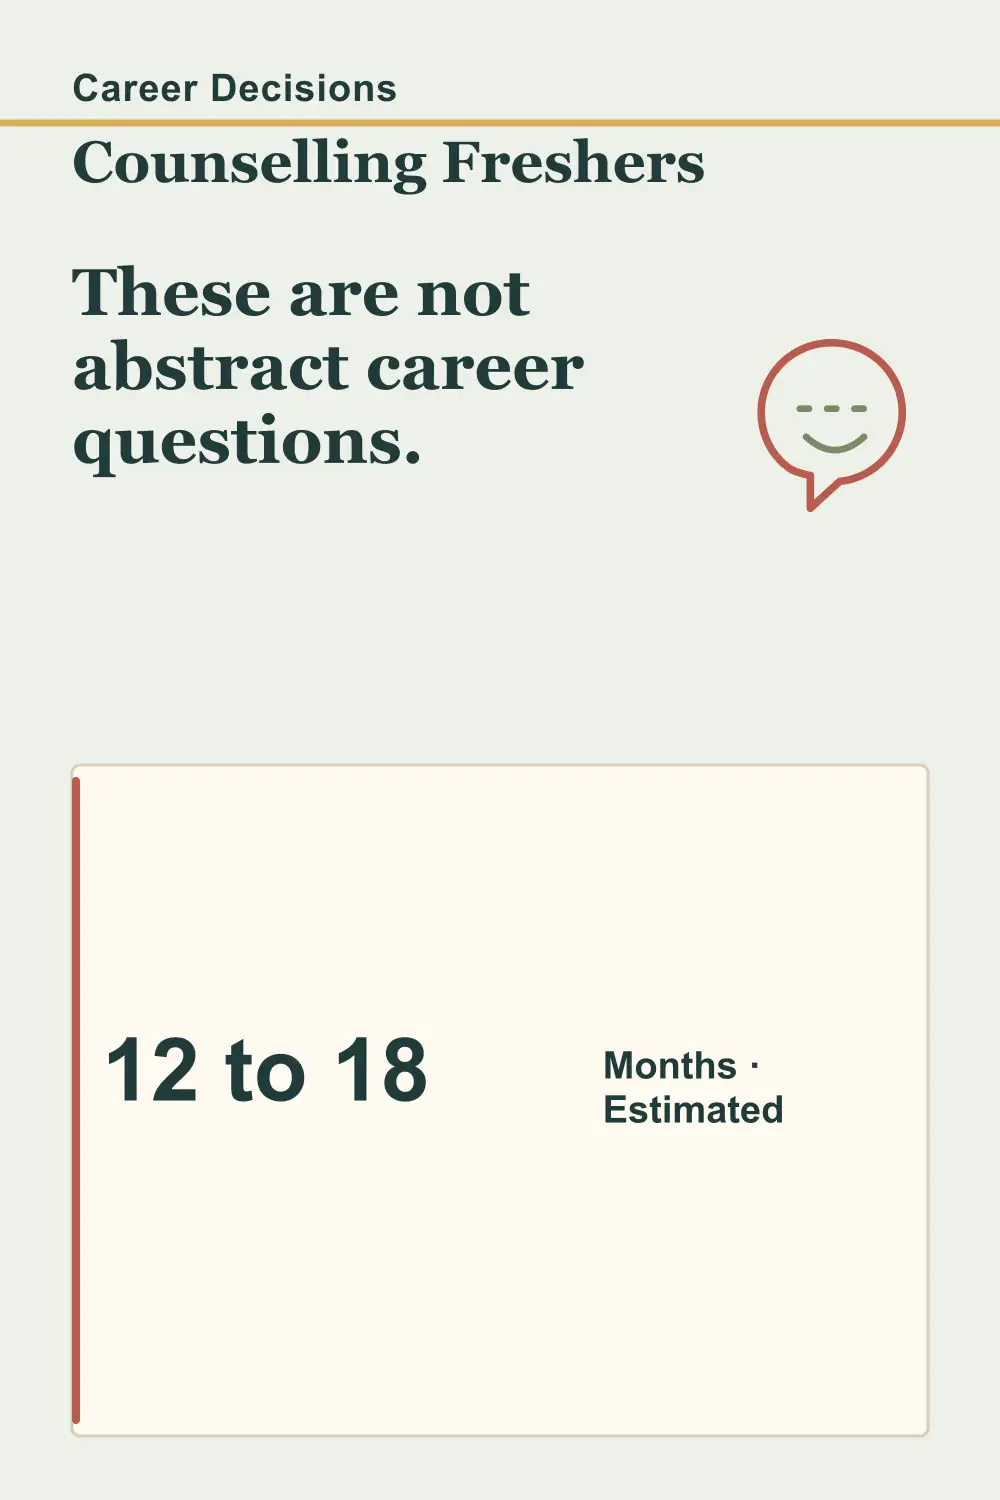 Career Decisions
Counselling Freshers
These are not
abstract career
questions.
12 to 18
Months ·
Estimated